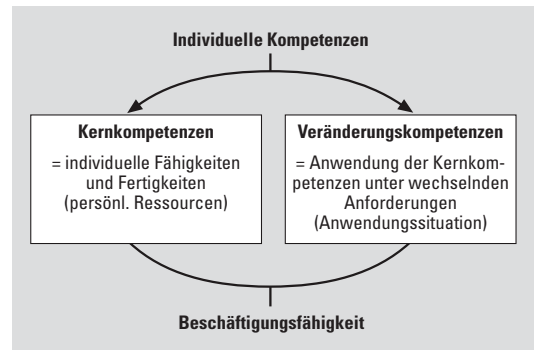 Individuelle Kompetenzen
Kernkompetenzen
= individuelle Fähigkeiten
und Fertigkeiten
(persönl. Ressourcen)
Veränderungskompetenzen
= Anwendung der Kernkom-
petenzen unter wechselnden
Anforderungen
(Anwendungssituation)
Beschäftigungsfähigkeit